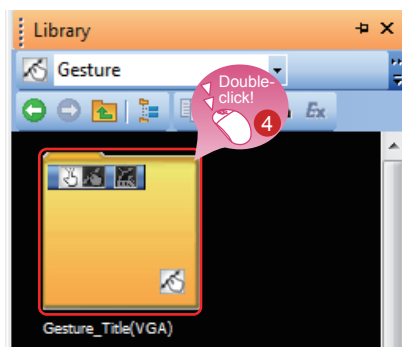 Library
Gesture
Double-
click!
4
Ex
Gesture_Title(VGA)